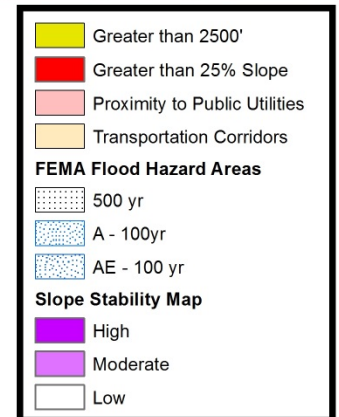 Greater than 2500'
Greater than 25% Slope
Proximity to Public Utilities
Transportation Corridors
FEMA Flood Hazard Areas
500 yr
A - 100yr
AE - 100 yr
Slope Stability Map
High
Moderate
Low